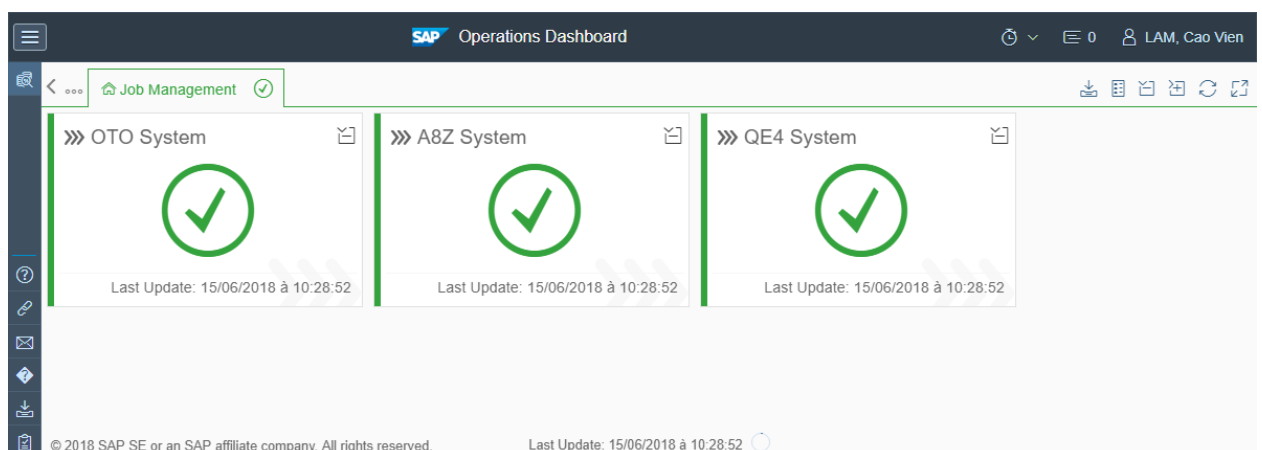 SAP Operations Dashboard 0 LAM, Cao Vien
Job Management
OTO System
Last Update: 15/06/2018 à 10:28:52
A8Z System
Last Update: 15/06/2018 à 10:28:52
QE4 System
Last Update: 15/06/2018 à 10:28:52
© 2018 SAP SE or an SAP affiliate company. All rights reserved. Last Update: 15/06/2018 à 10:28:52